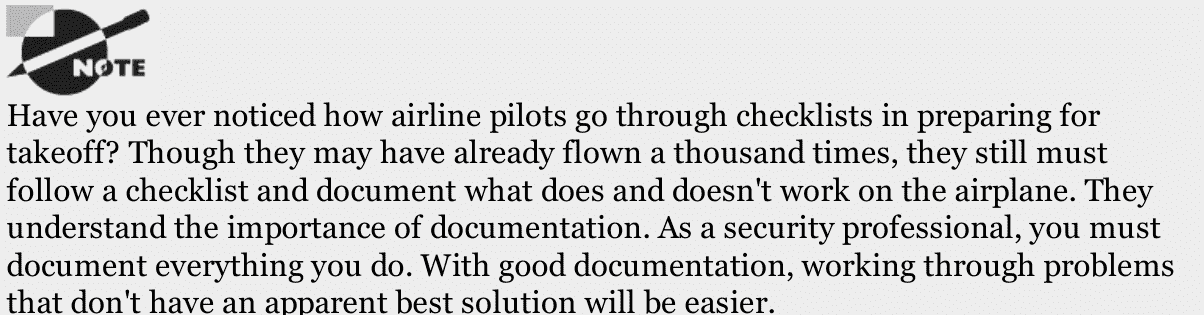 NOTE
Have you ever noticed how airline pilots go through checklists in preparing for
takeoff? Though they may have already flown a thousand times, they still must
follow a checklist and document what does and doesn't work on the airplane. They
understand the importance of documentation. As a security professional, you must
document everything you do. With good documentation, working through problems
that don't have an apparent best solution will be easier.